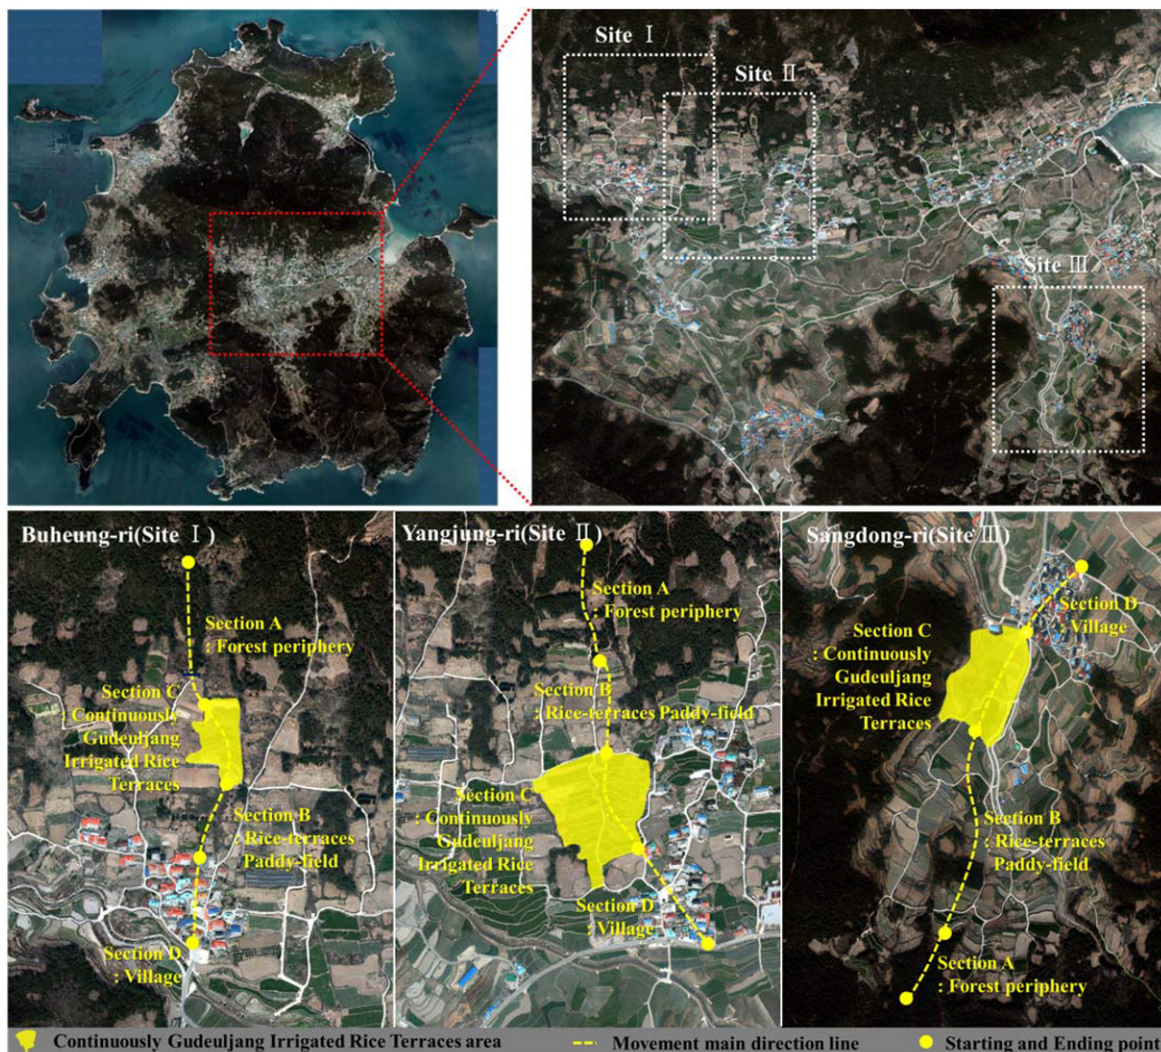 Site Ⅰ
Site Ⅱ
Site Ⅲ
Buheung-ri(Site Ⅰ)
Section A
: Forest periphery
Section C
: Continuously
Gudeuljang
Irrigated Rice
Terraces
Section B
: Rice-terraces
Paddy-field
Section D
: Village
Yangjung-ri(Site Ⅱ)
Section A
: Forest periphery
Section B
: Rice-terraces Paddy-field
Section C
: Continuously
Gudeuljang
Irrigated Rice
Terraces
Section D
: Village
Sangdong-ri(Site Ⅲ)
Section D
: Village
Section C
: Continuously
Gudeuljang
Irrigated Rice
Terraces
Section B
: Rice-terraces
Paddy-field
Section A
: Forest periphery
Continuously Gudeuljang Irrigated Rice Terraces area
Movement main direction line
Starting and Ending point